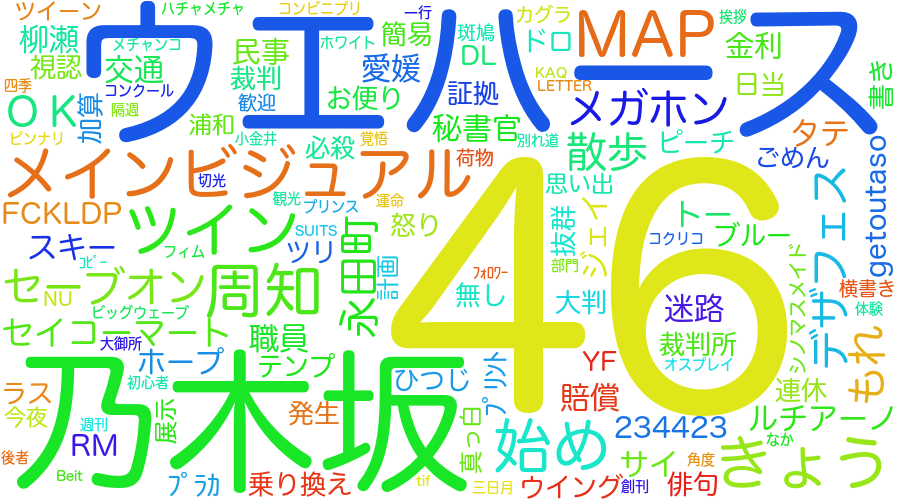 ツイーン
ハチャメチャ
コンビニプリ
一行
カグラ
挨拶
MAP
ウエハース
柳瀬
メチャンコ
民事
ホワイト
簡易
斑鳩
ドロ
金利
視認
交通
裁判
愛媛
DL
KAQ
日当
書き
四季
コンクール
歓迎
お便り
証拠
LETTER
メガホン
OK
加算
隔週
浦和
小金井
必殺
覚悟
秘書官
別れ道
散歩
ピーチ
タテ
ピンナリ
ごめん
メインビジュアル
荷物
切光
観光
プリンス
運命
思い出
FCKLDP
ツイン
SUITS
怒り
抜群
ジェイ
トー
ブルー
コクリコ
デザフェス
getoutaso
スキー
フィム
ツリ
永田町
計画
ｺﾋﾟｰ
ﾌｫﾛﾜｰ
部門
セーブオン
周知
無し
大判
46
迷路
シノマスメイド
横書き
NU
ビッグウェーブ
体験
セイコーマート
大御所
職員
裁判所
もれ
ホープ
テンプ
YF
オスプレイ
乃木坂
初心者
ひつじ
ﾌﾟﾘﾝﾄ
賠償
連休
ラス
今夜
週刊
展示
発生
真っ白
始め
234423
ルチアーノ
RM
なか
きょう
後者
Beit
ﾌﾟﾗｶ
乗り換え
tif
三日月
ウイング
創刊
サイ
角度
俳句